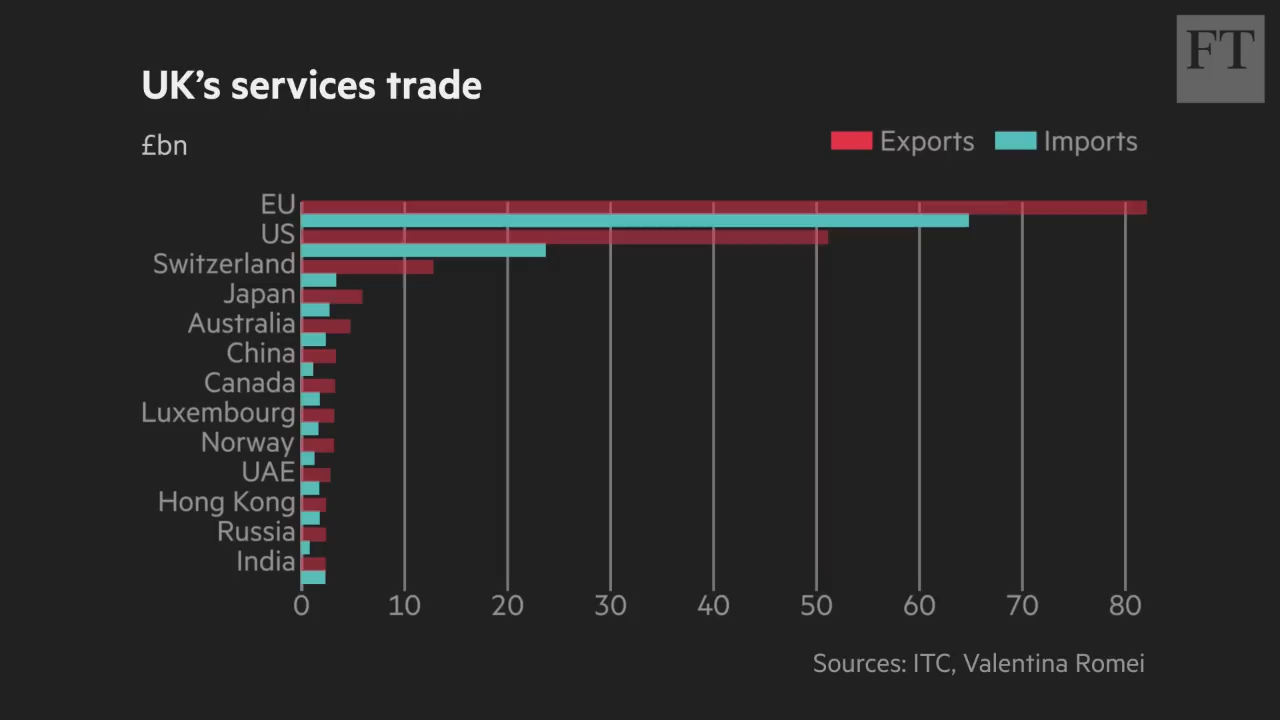 FT
UK's services trade
£bn
Exports Imports
EU
US
Switzerland
Japan
Australia
China
Canada
Luxembourg
Norway
UAE
Hong Kong
Russia
India
0 10 20 30 40 50 60 70 80
Sources: ITC, Valentina Romei